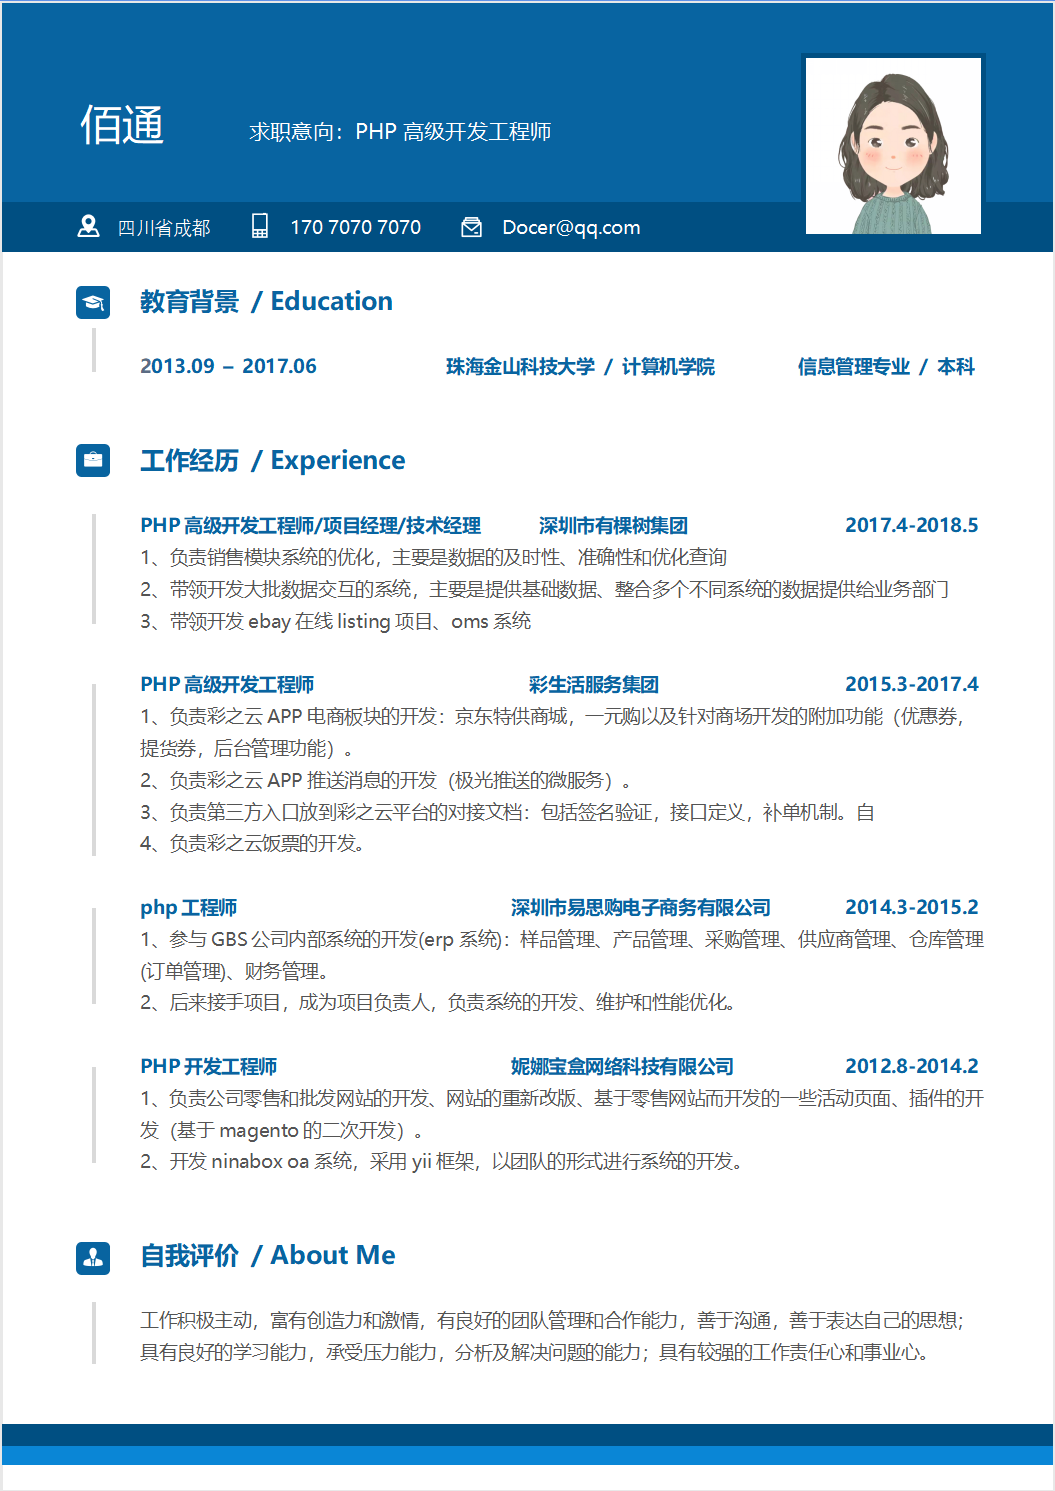 佰通
求职意向：PHP 高级开发工程师
四川省成都 170 7070 7070 Docer@qq.com
教育背景 / Education
2013.09 – 2017.06 珠海金山科技大学 / 计算机学院 信息管理专业 / 本科
工作经历 / Experience
PHP 高级开发工程师/项目经理/技术经理 深圳市有棵树集团 2017.4-2018.5
1、负责销售模块系统的优化，主要是数据的及时性、准确性和优化查询
2、带领开发大批数据交互的系统，主要是提供基础数据、整合多个不同系统的数据提供给业务部门
3、带领开发 ebay 在线 listing 项目、oms 系统
PHP 高级开发工程师 彩生活服务集团 2015.3-2017.4
1、负责彩之云 APP 电商板块的开发：京东特供商城，一元购以及针对商场开发的附加功能（优惠券，
提货券，后台管理功能）。
2、负责彩之云 APP 推送消息的开发（极光推送的微服务）。
3、负责第三方入口放到彩之云平台的对接文档：包括签名验证，接口定义，补单机制。自
4、负责彩之云饭票的开发。
php 工程师 深圳市易思购电子商务有限公司 2014.3-2015.2
1、参与 GBS 公司内部系统的开发(erp 系统)：样品管理、产品管理、采购管理、供应商管理、仓库管理
(订单管理)、财务管理。
2、后来接手项目，成为项目负责人，负责系统的开发、维护和性能优化。
PHP 开发工程师 妮娜宝盒网络科技有限公司 2012.8-2014.2
1、负责公司零售和批发网站的开发、网站的重新改版、基于零售网站而开发的一些活动页面、插件的开
发（基于 magento 的二次开发）。
2、开发 ninabox oa 系统，采用 yii 框架，以团队的形式进行系统的开发。
自我评价 / About Me
工作积极主动，富有创造力和激情，有良好的团队管理和合作能力，善于沟通，善于表达自己的思想；
具有良好的学习能力，承受压力能力，分析及解决问题的能力；具有较强的工作责任心和事业心。